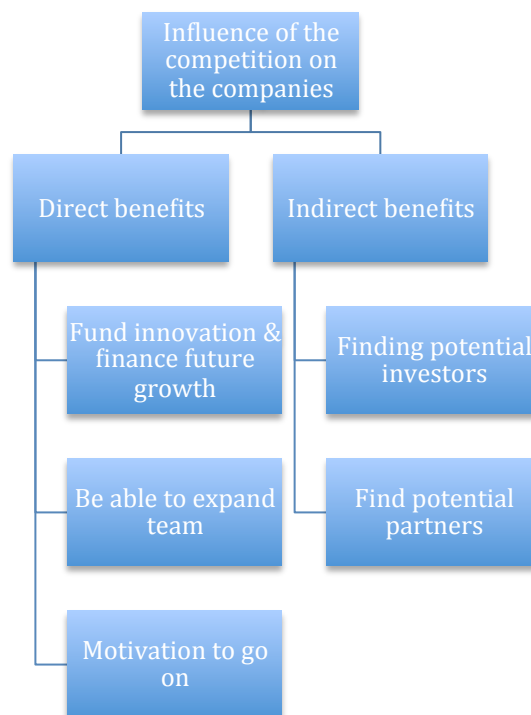 Influence of the
competition on
the companies
Direct benefits
Indirect benefits
Fund innovation &
finance future
growth
Finding potential
investors
Be able to expand
team
Find potential
partners
Motivation to go
on